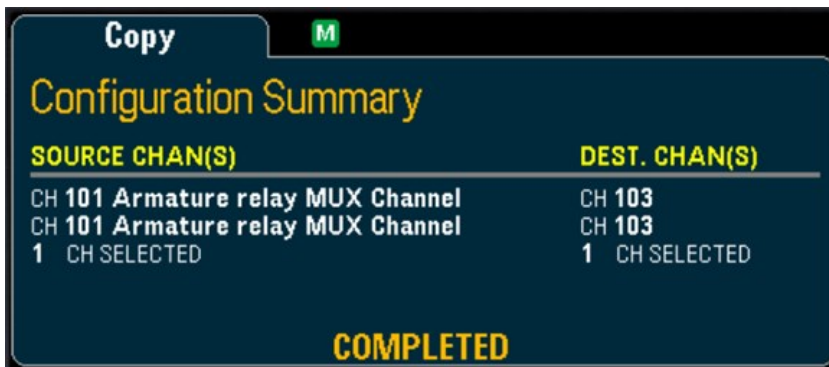 Copy
M
Configuration Summary
SOURCE CHAN(S) DEST. CHAN(S)
CH 101 Armature relay MUX Channel CH 103
CH 101 Armature relay MUX Channel CH 103
1 CH SELECTED 1 CH SELECTED
COMPLETED